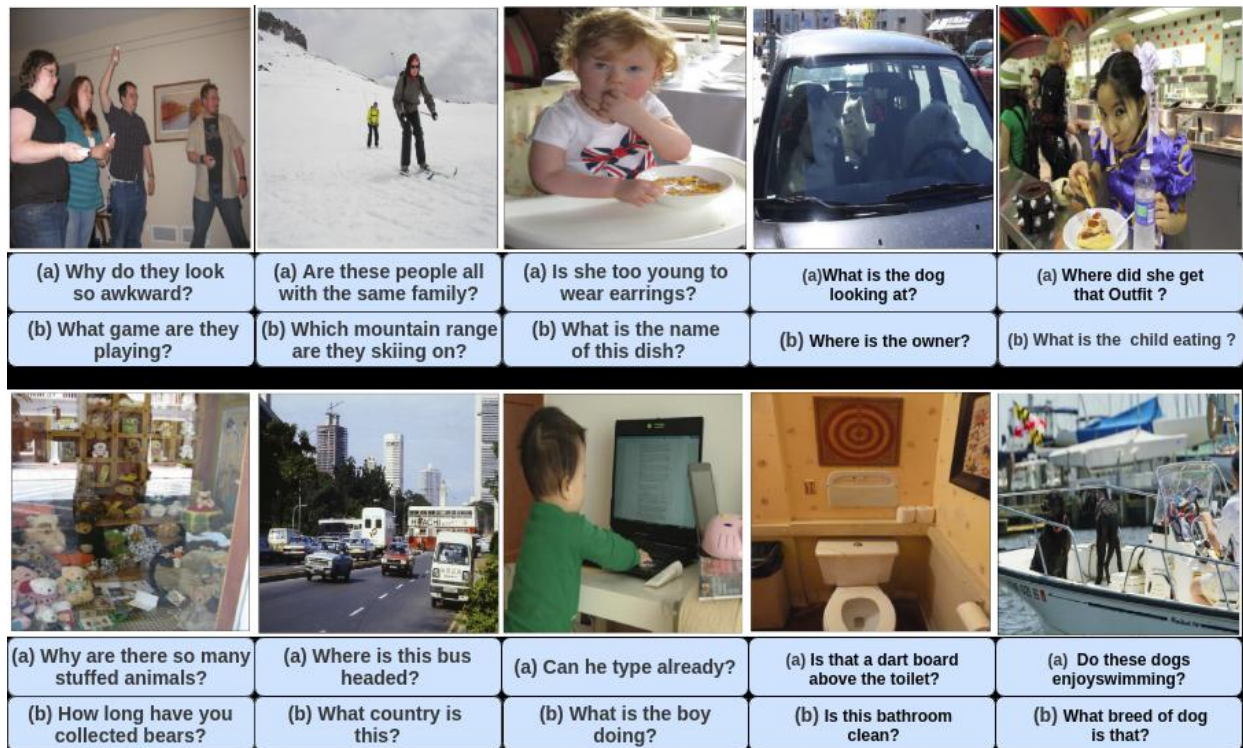 (a) Why do they look
so awkward?
(a) Are these people all
with the same family?
(a) Is she too young to
wear earrings?
(a)What is the dog
looking at?
(a) Where did she get
that Outfit ?
(b) What game are they
playing?
(b) Which mountain range
are they skiing on?
(b) What is the name
of this dish?
(b) Where is the owner?
(b) What is the child eating ?
HITACHI
(a) Why are there so many
stuffed animals?
(a) Where is this bus
headed?
(a) Can he type already?
(a) Is that a dart board
above the toilet?
(a) Do these dogs
enjoyswimming?
(b) How long have you
collected bears?
(b) What country is
this?
(b) What is the boy
doing?
(b) Is this bathroom
clean?
(b) What breed of dog
is that?